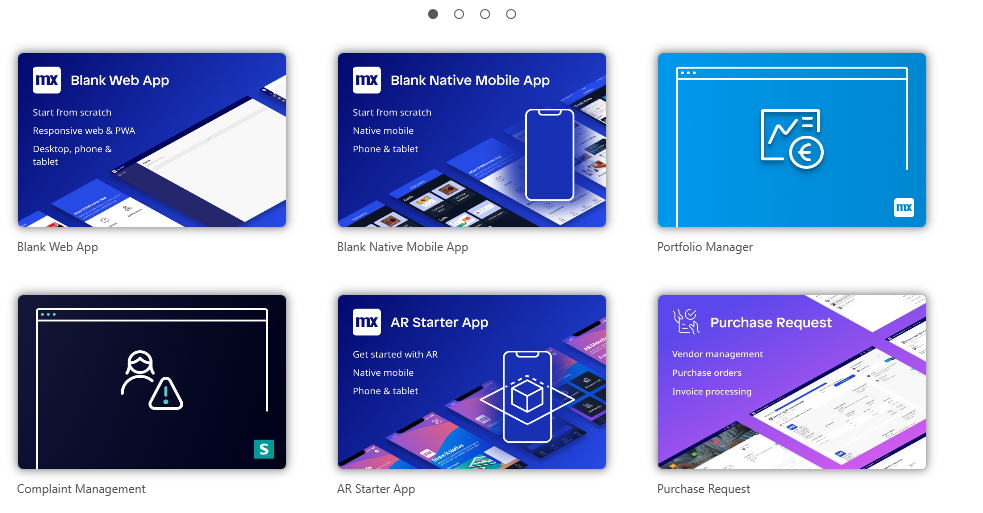 mx Blank Web App
Start from scratch
Responsive web & PWA
Desktop, phone &
tablet
Blank Web App
mx Blank Native Mobile App
Start from scratch
Native mobile
Phone & tablet
Blank Native Mobile App
mx
Portfolio Manager
S
Complaint Management
mx AR Starter App
Get started with AR
Native mobile
Phone & tablet
AR Starter App
Purchase Request
Vendor management
Purchase orders
Invoice processing
Purchase Request